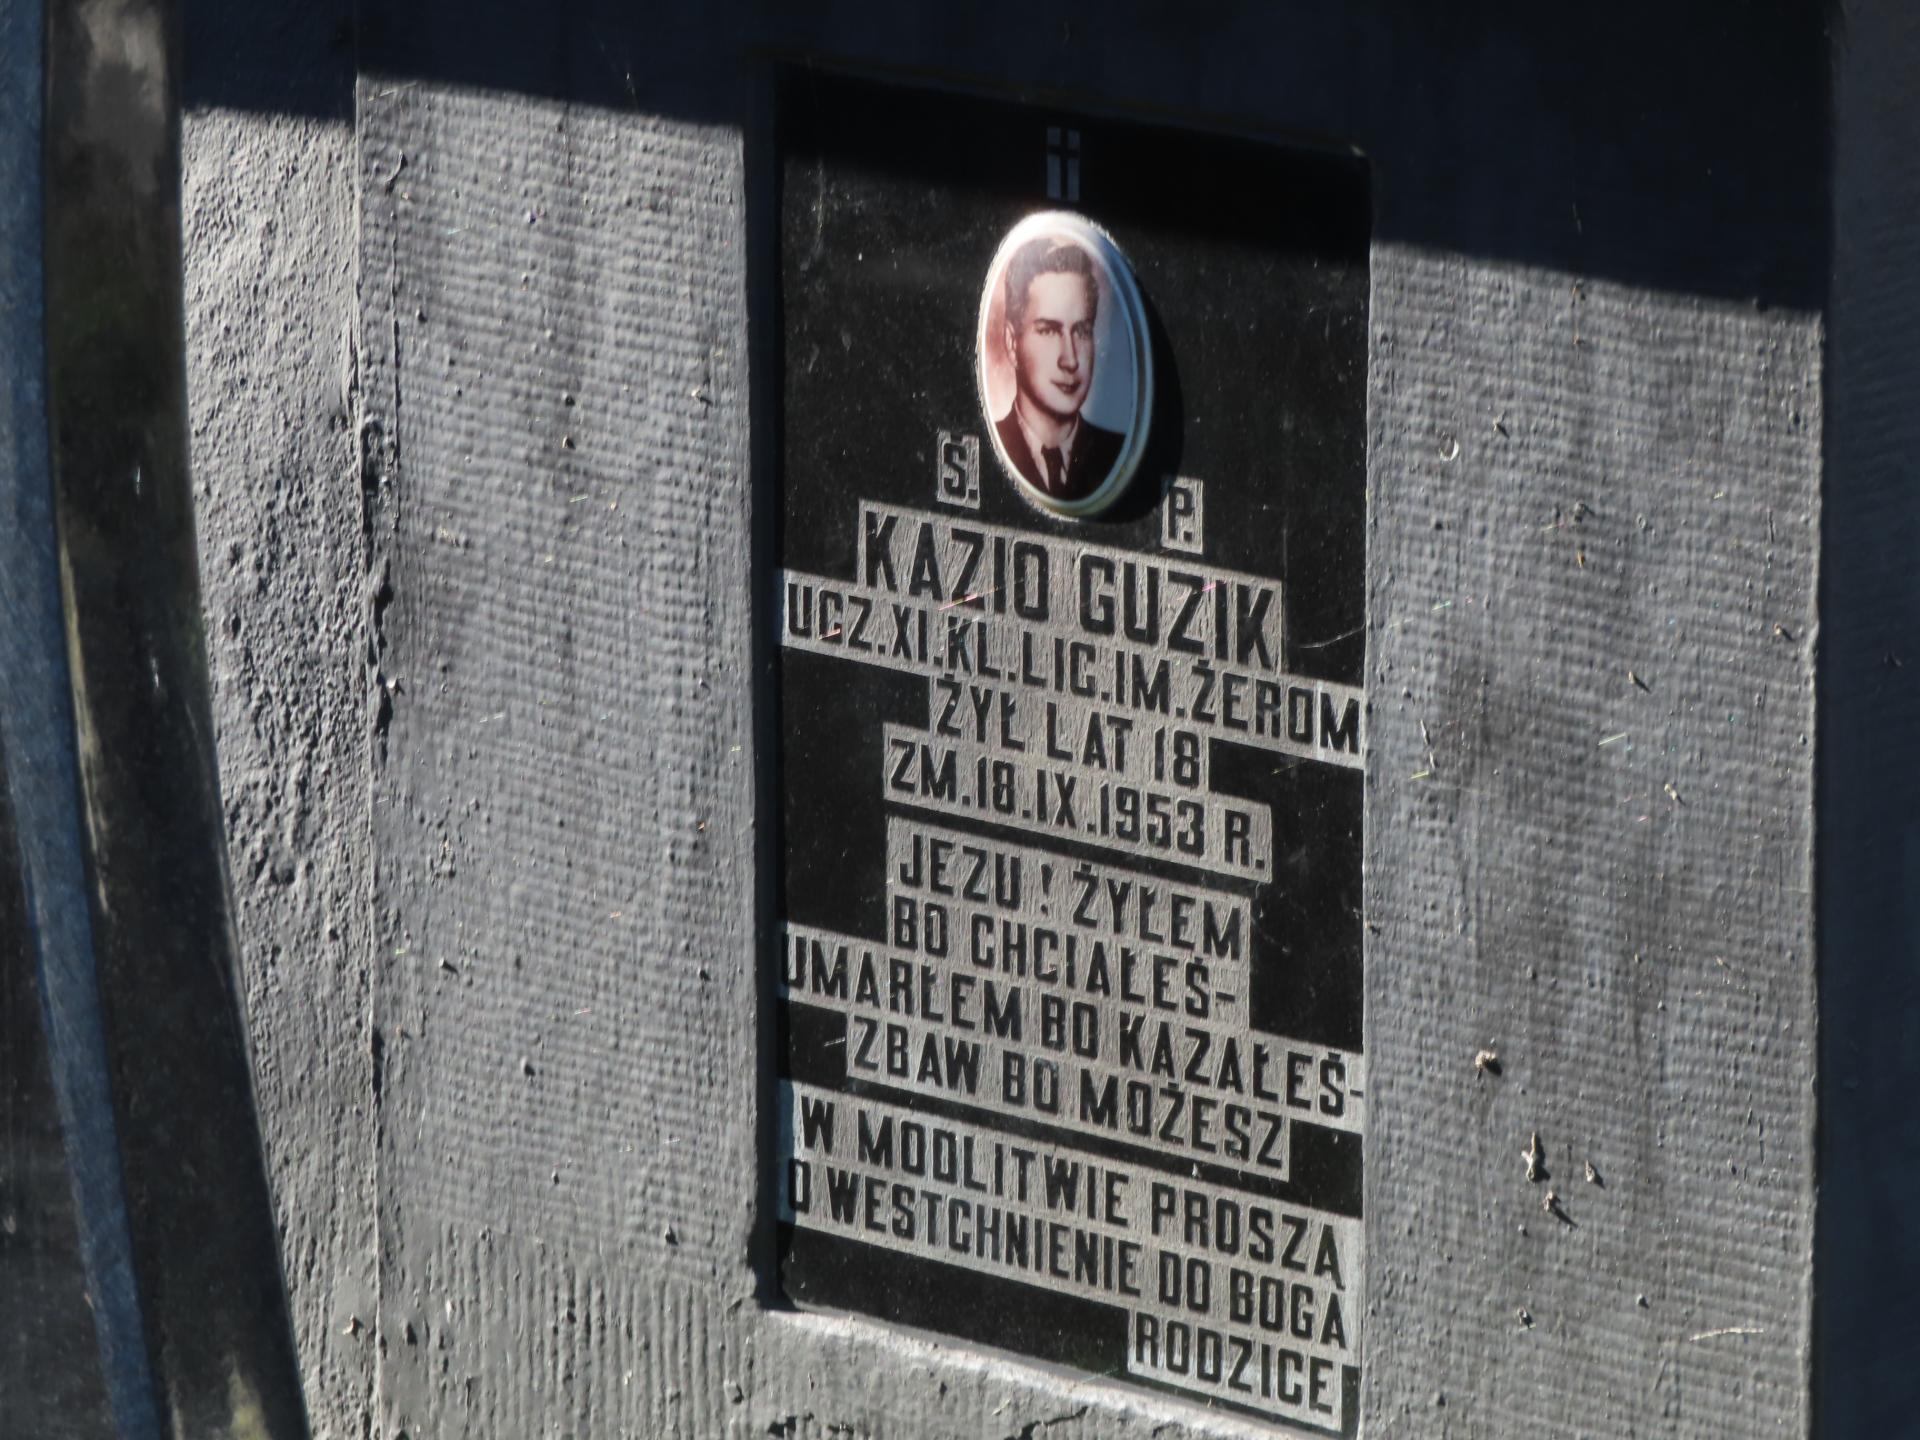 Ś. P.
KAZIO GUZIK
UCZ.XI.KL.LIC.IM.ŻEROM
ŻYŁ LAT 18
ZM.18.IX.1953 R.
JEZU! ŻYŁEM
BO CHCIAŁEŚ-
UMARŁEM BO KAZAŁEŚ-
ZBAW BO MOŻESZ
W MODLITWIE PROSZĄ
O WESTCHNIENIE DO BOGA
RODZICE